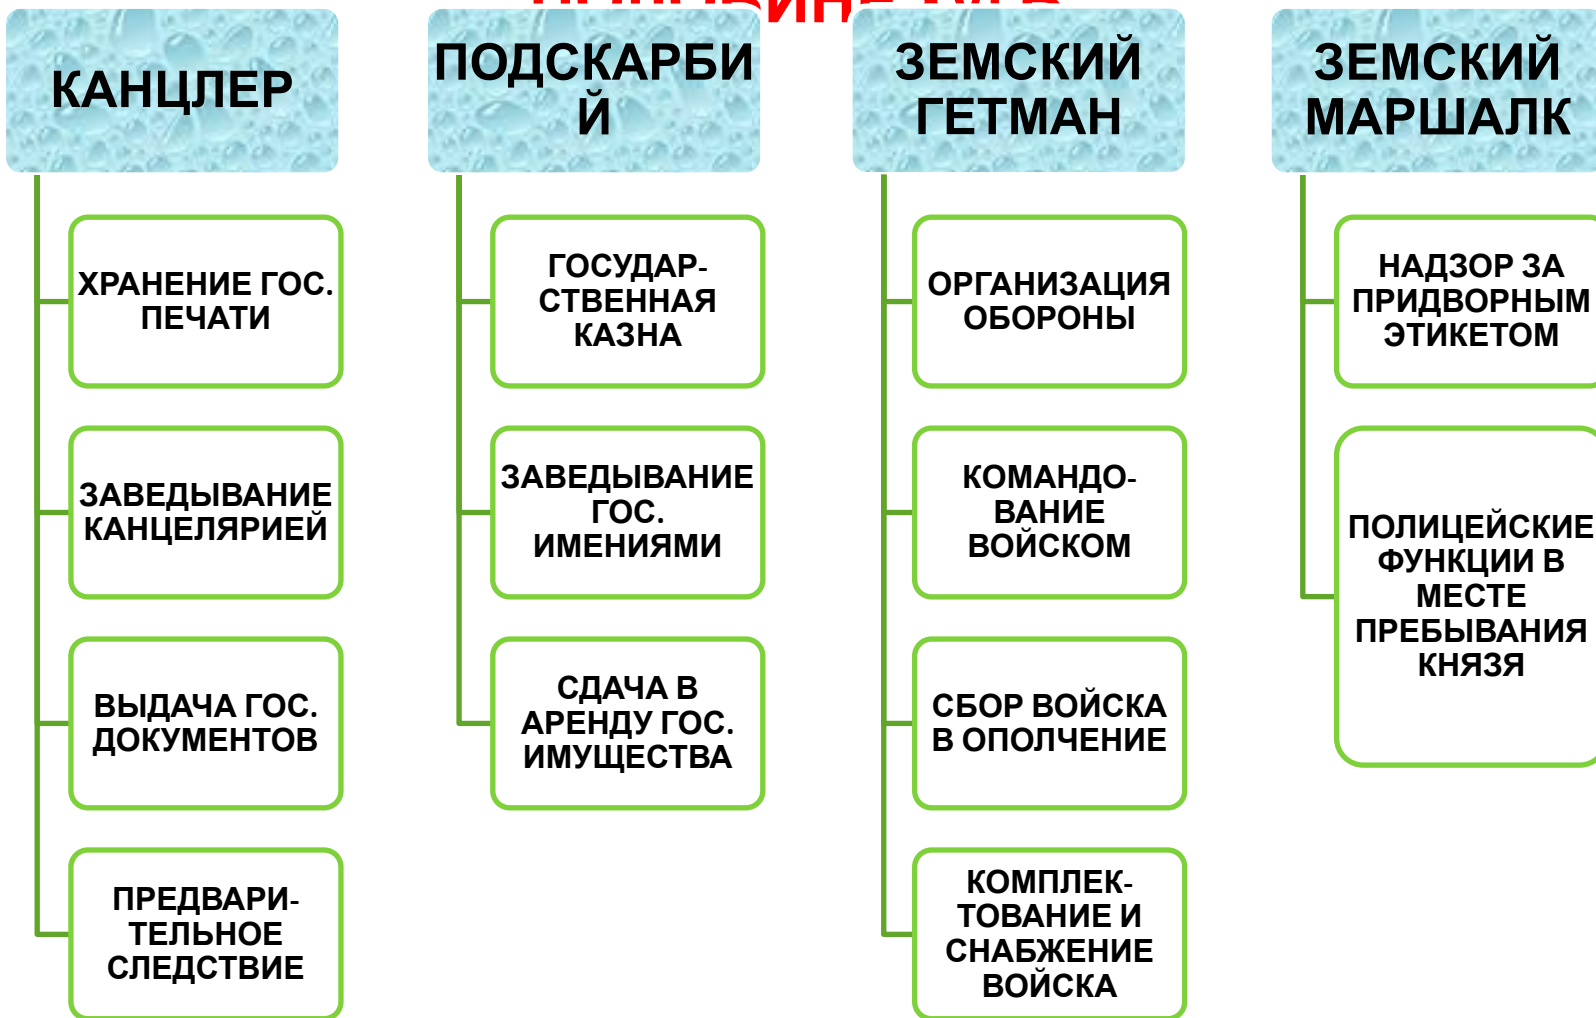 КАНЦЛЕР
ХРАНЕНИЕ ГОС.
ПЕЧАТИ
ЗАВЕДЫВАНИЕ
КАНЦЕЛЯРИЕЙ
ВЫДАЧА ГОС.
ДОКУМЕНТОВ
ПРЕДВАРИ-
ТЕЛЬНОЕ
СЛЕДСТВИЕ
ПОДСКАРБИ
Й
ГОСУДАР-
СТВЕННАЯ
КАЗНА
ЗАВЕДЫВАНИЕ
ГОС.
ИМЕНИЯМИ
СДАЧА В
АРЕНДУ ГОС.
ИМУЩЕСТВА
ЗЕМСКИЙ
ГЕТМАН
ОРГАНИЗАЦИЯ
ОБОРОНЫ
КОМАНДО-
ВАНИЕ
ВОЙСКОМ
СБОР ВОЙСКА
В ОПОЛЧЕНИЕ
КОМПЛЕК-
ТОВАНИЕ И
СНАБЖЕНИЕ
ВОЙСКА
ЗЕМСКИЙ
МАРШАЛК
НАДЗОР ЗА
ПРИДВОРНЫМ
ЭТИКЕТОМ
ПОЛИЦЕЙСКИЕ
ФУНКЦИИ В
МЕСТЕ
ПРЕБЫВАНИЯ
КНЯЗЯ